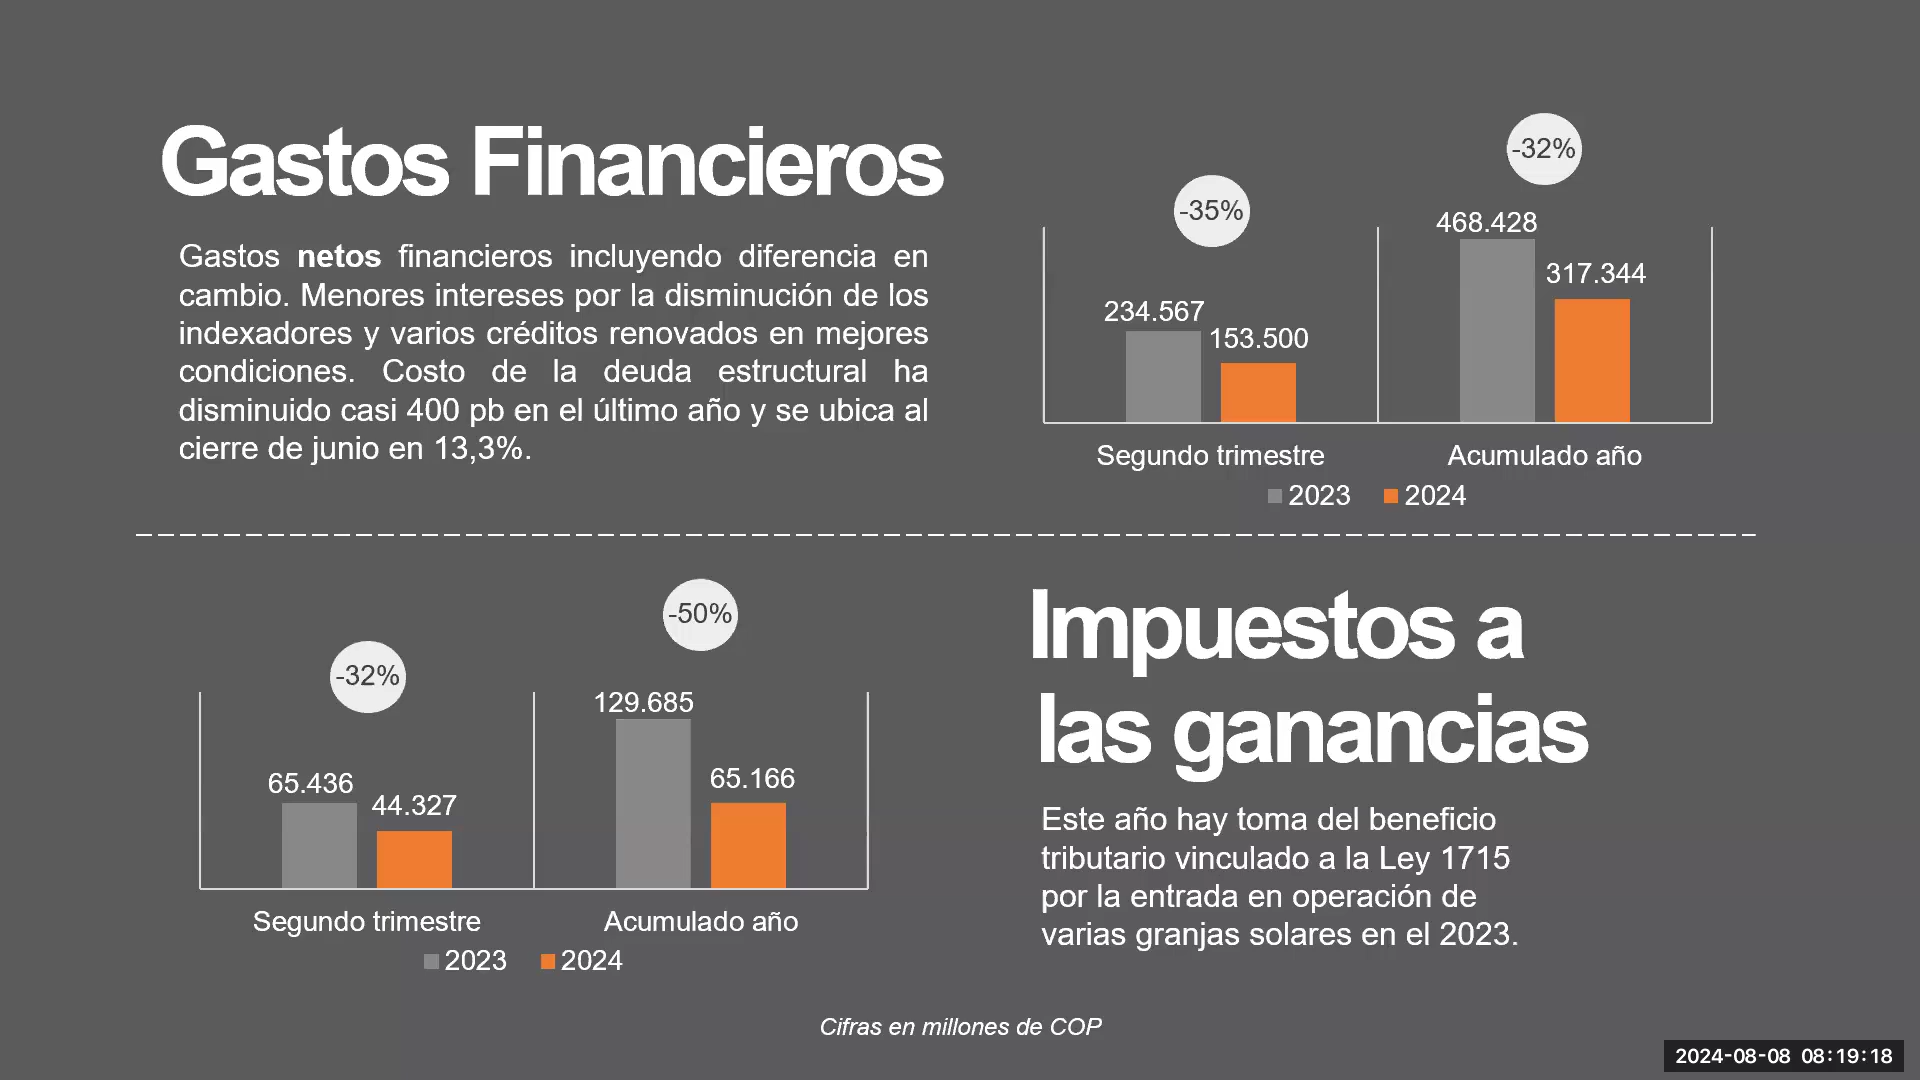 Gastos Financieros
Gastos netos financieros incluyendo diferencia en
cambio. Menores intereses por la disminución de los
indexadores y varios créditos renovados en mejores
condiciones. Costo de la deuda estructural ha
disminuido casi 400 pb en el último año y se ubica al
cierre de junio en 13,3%.
-35%
-32%
234.567
153.500
468.428
317.344
Segundo trimestre
Acumulado año
2023
2024
-32%
-50%
65.436
44.327
129.685
65.166
Segundo trimestre
Acumulado año
2023
2024
Impuestos a
las ganancias
Este año hay toma del beneficio
tributario vinculado a la Ley 1715
por la entrada en operación de
varias granjas solares en el 2023.
Cifras en millones de COP
2024-08-08 08:19:18